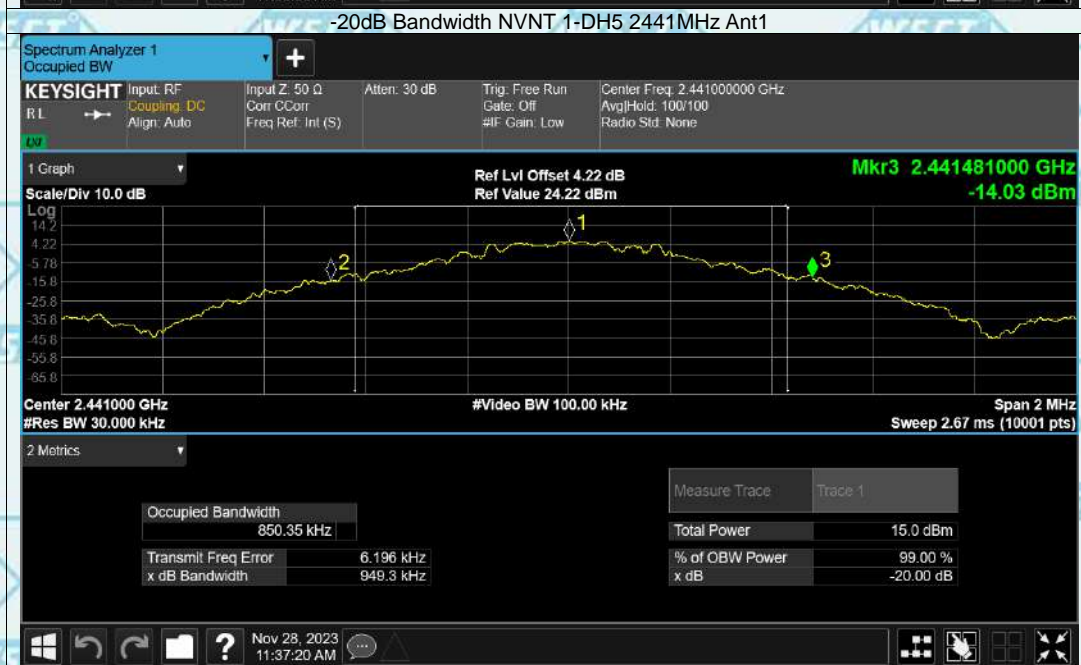 -20dB Bandwidth NVNT 1-DH5 2441MHz Ant1
Spectrum Analyzer 1
Occupied BW
+
KEYSIGHT Input: RF Input Z: 50 Ω Atten: 30 dB Trig: Free Run Center Freq: 2.441000000 GHz
R L Coupling: DC Corr CCorr Gate: Off Avg|Hold: 100/100
Align: Auto Freq Ref: Int (S) #IF Gain: Low Radio Std: None
LXI
1 Graph Ref Lvl Offset 4.22 dB Mkr3 2.441481000 GHz
Scale/Div 10.0 dB Ref Value 24.22 dBm -14.03 dBm
Log
14.2
1
4.22
-5.78
2
3
-15.8
-25.8
-35.8
-45.8
-55.8
-65.8
Center 2.441000 GHz #Video BW 100.00 kHz Span 2 MHz
#Res BW 30.000 kHz Sweep 2.67 ms (10001 pts)
2 Metrics
Measure Trace Trace 1
Occupied Bandwidth
850.35 kHz Total Power 15.0 dBm
Transmit Freq Error 6.196 kHz % of OBW Power 99.00 %
x dB Bandwidth 949.3 kHz x dB -20.00 dB
? Nov 28, 2023
11:37:20 AM